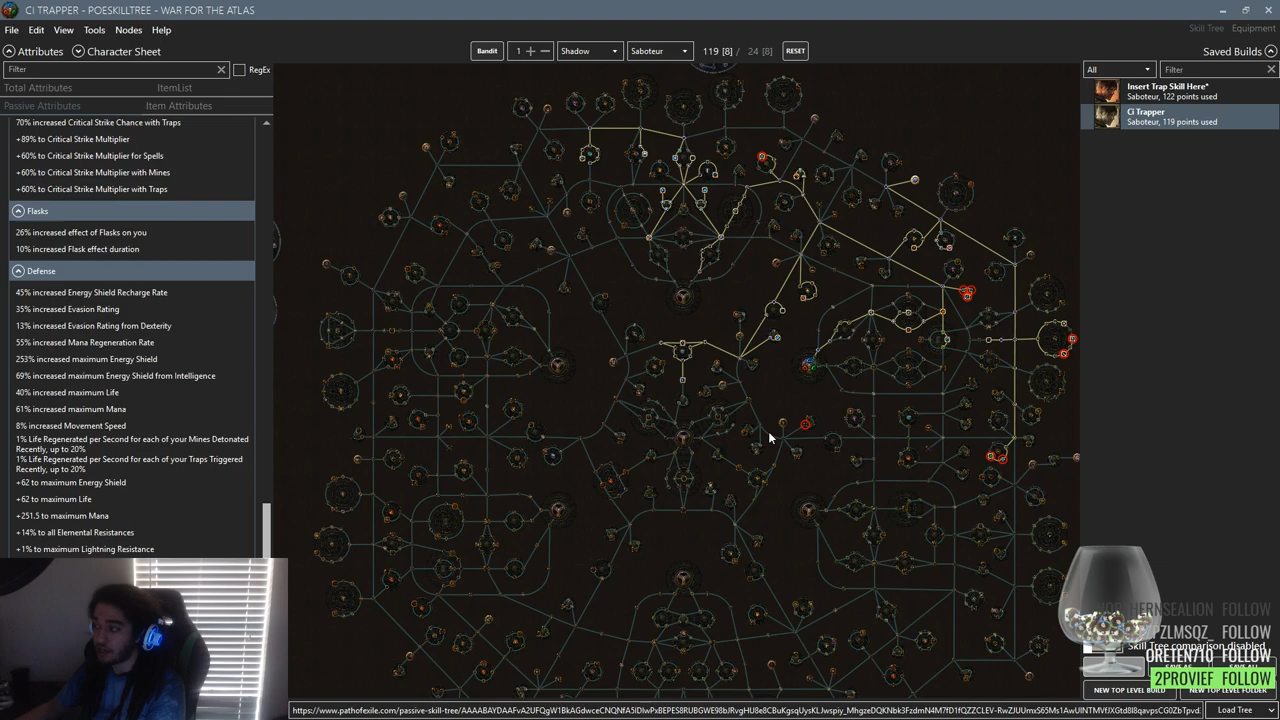 CI TRAPPER - POESKILLTREE - WAR FOR THE ATLAS
File Edit View Tools Nodes Help
Skill Tree Equipment
Attributes Character Sheet
Bandit 1 Shadow Saboteur 119 [8] / 24 [8] RESET
Saved Builds
Filter RegEx
All Filter
Total Attributes ItemList
Passive Attributes Item Attributes
Insert Trap Skill Here*
Saboteur, 122 points used
Ci Trapper
Saboteur, 119 points used
70% increased Critical Strike Chance with Traps
+89% to Critical Strike Multiplier
+60% to Critical Strike Multiplier for Spells
+60% to Critical Strike Multiplier with Mines
+60% to Critical Strike Multiplier with Traps
Flasks
26% increased effect of Flasks on you
10% increased Flask effect duration
Defense
45% increased Energy Shield Recharge Rate
35% increased Evasion Rating
13% increased Evasion Rating from Dexterity
55% increased Mana Regeneration Rate
253% increased maximum Energy Shield
69% increased maximum Energy Shield from Intelligence
40% increased maximum Life
61% increased maximum Mana
8% increased Movement Speed
1% Life Regenerated per Second for each of your Mines Detonated
Recently, up to 20%
1% Life Regenerated per Second for each of your Traps Triggered
Recently, up to 20%
+62 to maximum Energy Shield
+62 to maximum Life
+251.5 to maximum Mana
+14% to all Elemental Resistances
+1% to maximum Lightning Resistance
HERNSEALION FOLLOW
PZLMSQZ_ FOLLOW
Skill Tree comparison disabled
ORETEN710 FOLLOW
2PROVIEF FOLLOW
NEW TOP LEVEL BUILD NEW TOP LEVEL FOLDER
Load Tree